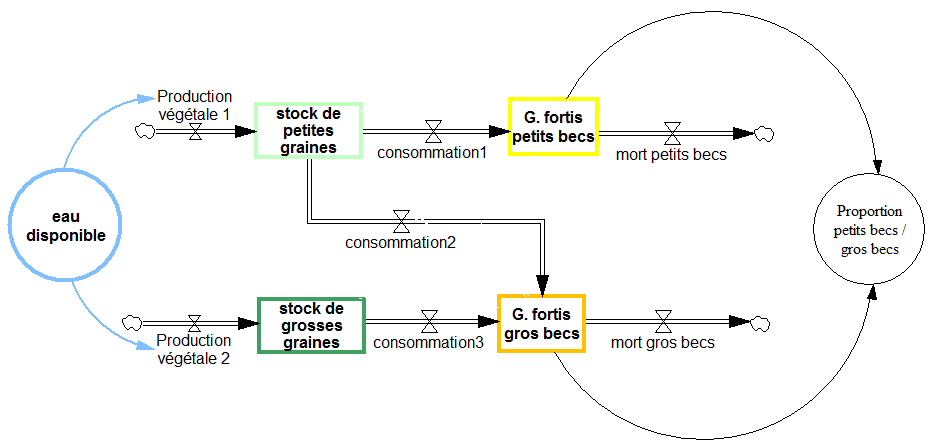 Production
végétale 1
stock de
petites
graines
consommation1
G. fortis
petits becs
mort petits becs
eau
disponible
consommation2
Proportion
petits becs /
gros becs
Production
végétale 2
stock de
grosses
graines
consommation3
G. fortis
gros becs
mort gros becs